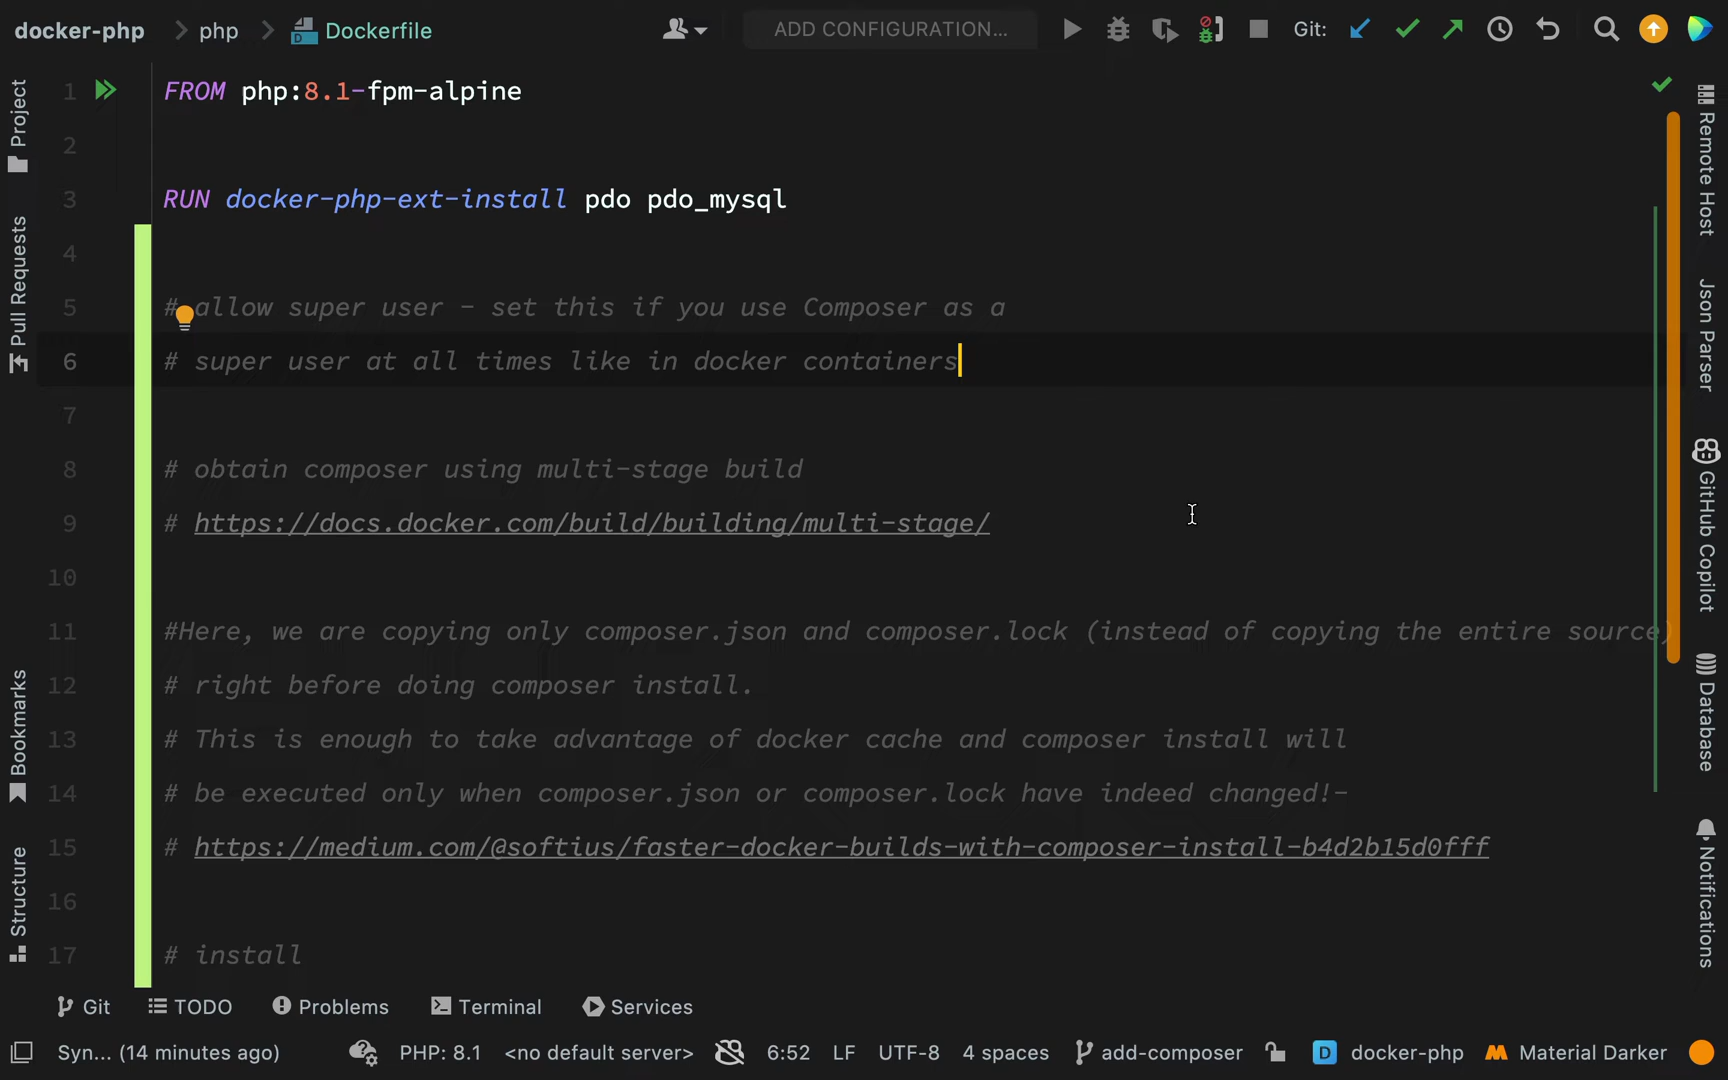 docker-php
php
Dockerfile
ADD CONFIGURATION...
Git:
1 FROM php:8.1-fpm-alpine
2
3 RUN docker-php-ext-install pdo pdo_mysql
4
5 # allow super user - set this if you use Composer as a
6 # super user at all times like in docker containers
7
8 # obtain composer using multi-stage build
9 # https://docs.docker.com/build/building/multi-stage/
10
11 #Here, we are copying only composer.json and composer.lock (instead of copying the entire source)
12 # right before doing composer install.
13 # This is enough to take advantage of docker cache and composer install will
14 # be executed only when composer.json or composer.lock have indeed changed!-
15 # https://medium.com/@softius/faster-docker-builds-with-composer-install-b4d2b15d0fff
16
17 # install
Project
Pull Requests
Bookmarks
Structure
Remote Host
Json Parser
GitHub Copilot
Database
Notifications
Git
TODO
Problems
Terminal
Services
Syn... (14 minutes ago)
PHP: 8.1
<no default server>
6:52
LF
UTF-8
4 spaces
add-composer
D
docker-php
Material Darker